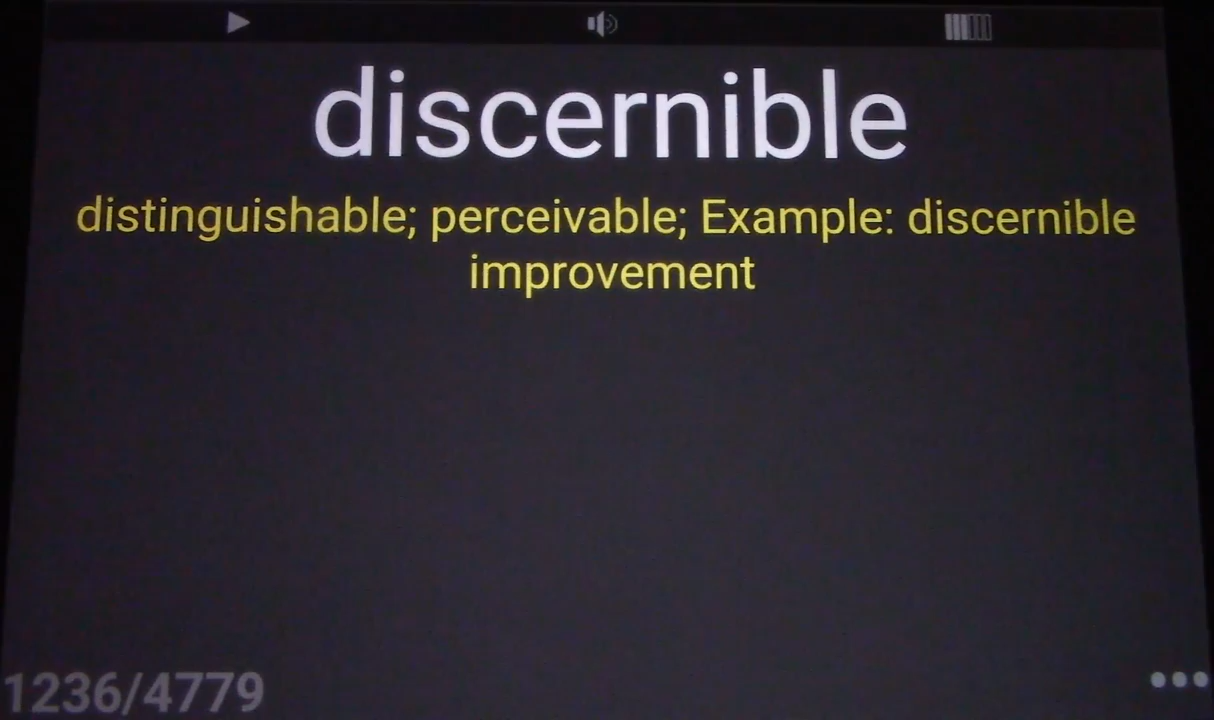 discernible
distinguishable; perceivable; Example: discernible
improvement
1236/4779